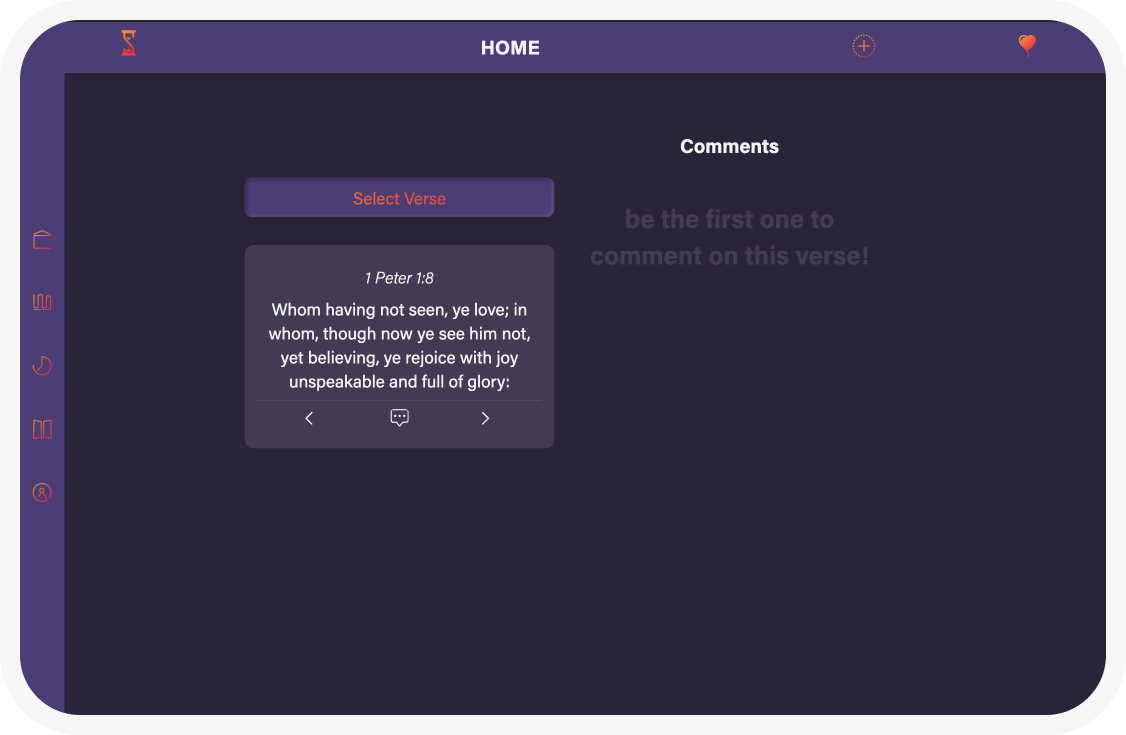 HOME
Select Verse
1 Peter 1:8
Whom having not seen, ye love; in
whom, though now ye see him not,
yet believing, ye rejoice with joy
unspeakable and full of glory:
Comments
be the first one to
comment on this verse!